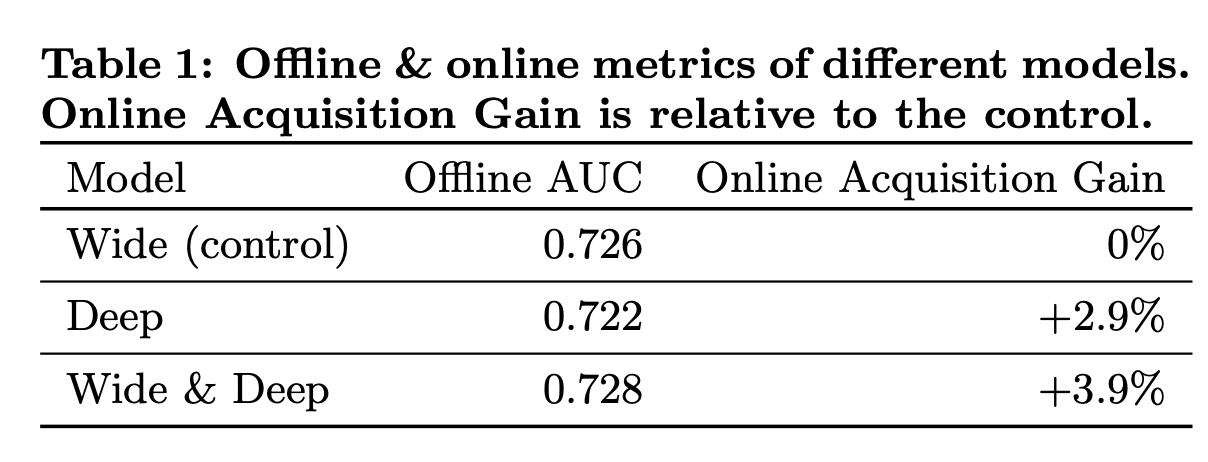 Table 1: Offline & online metrics of different models.
Online Acquisition Gain is relative to the control.
Model Offline AUC Online Acquisition Gain
Wide (control) 0.726 0%
Deep 0.722 +2.9%
Wide & Deep 0.728 +3.9%